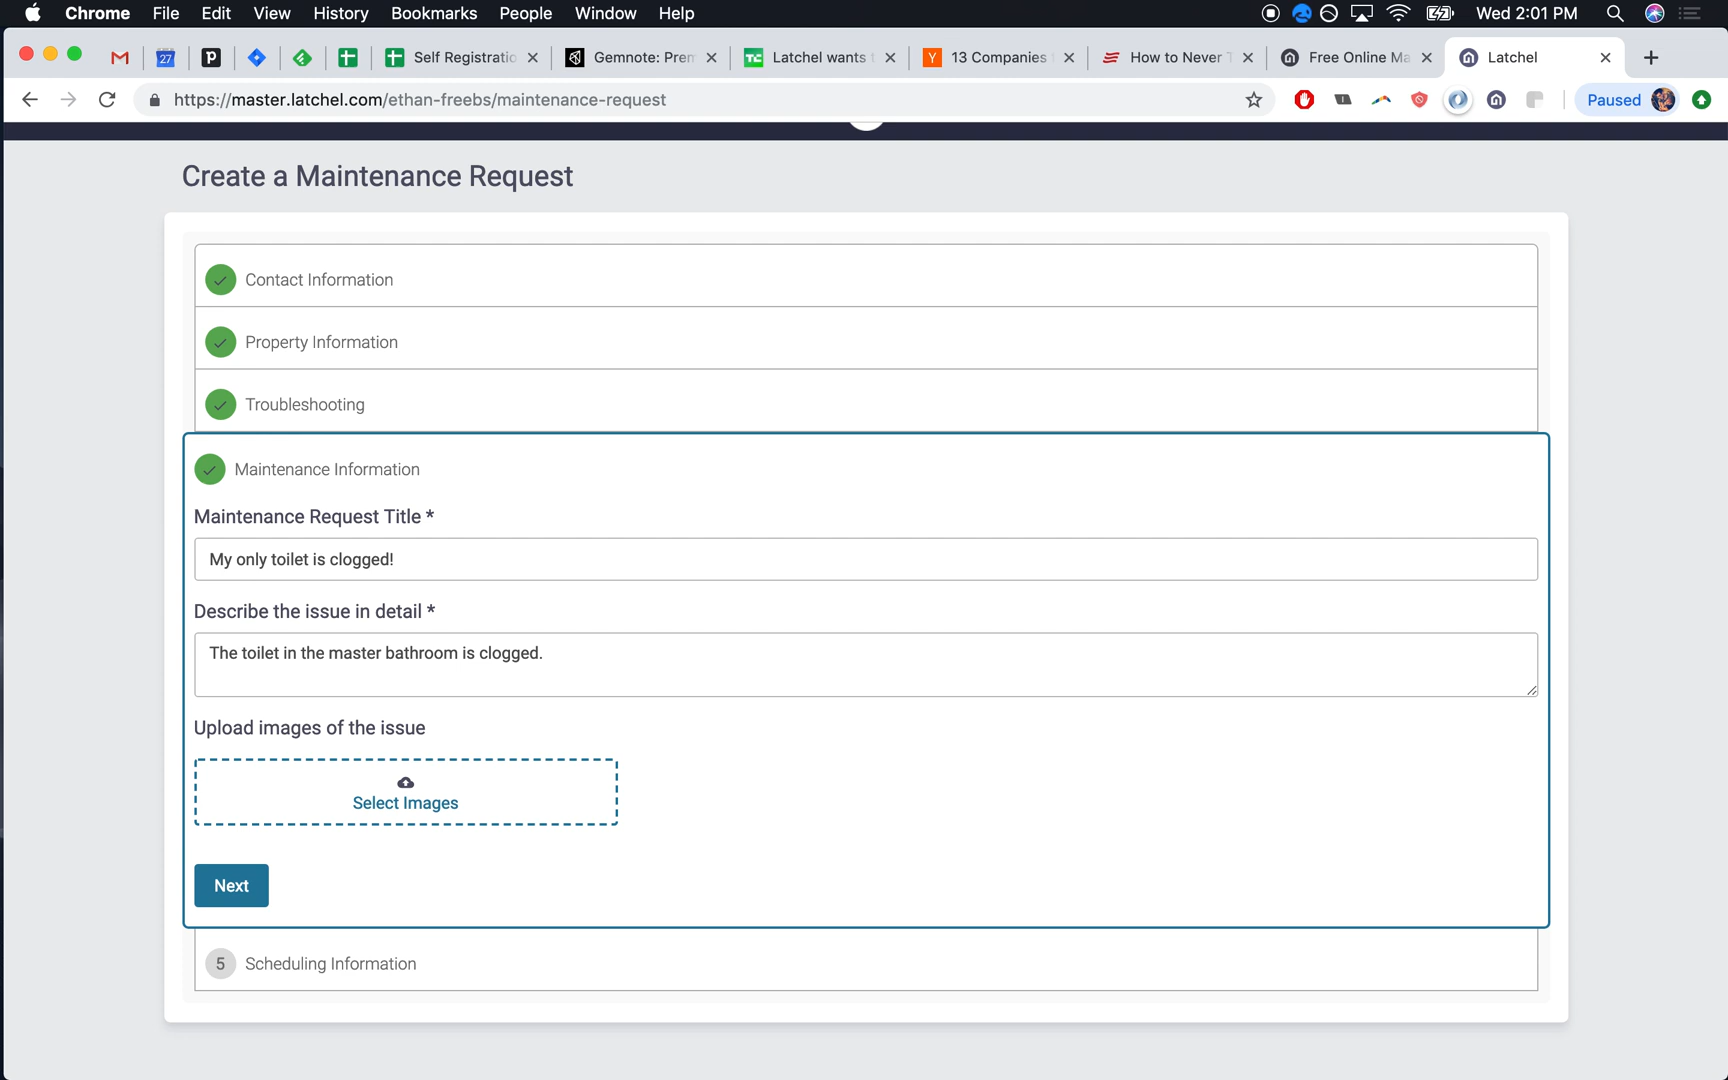 Chrome File Edit View History Bookmarks People Window Help Wed 2:01 PM
27 Self Registratio Gemnote: Prem TC Latchel wants t Y 13 Companies How to Never T Free Online Ma Latchel
https://master.latchel.com/ethan-freebs/maintenance-request Paused
Create a Maintenance Request
Contact Information
Property Information
Troubleshooting
Maintenance Information
Maintenance Request Title *
My only toilet is clogged!
Describe the issue in detail *
The toilet in the master bathroom is clogged.
Upload images of the issue
Select Images
Next
5 Scheduling Information